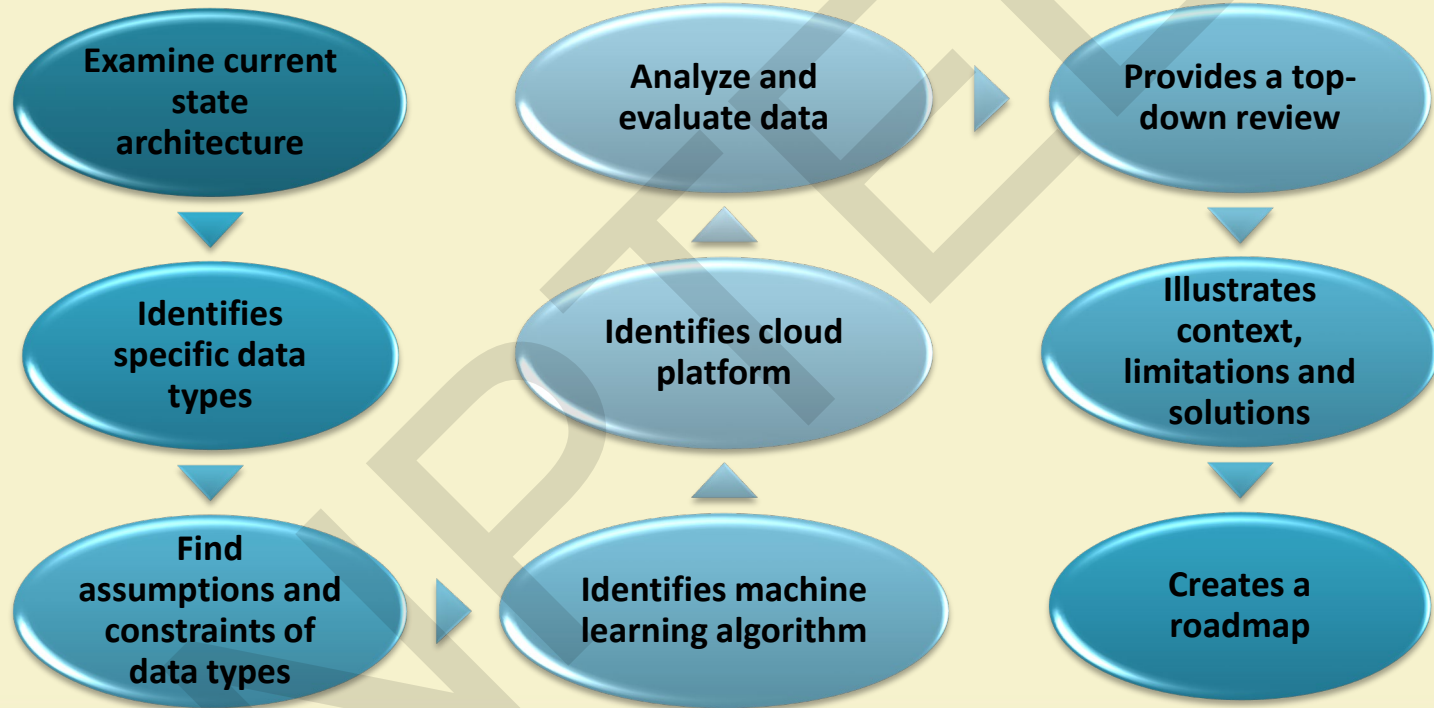 Examine current
state
architecture
Identifies
specific data
types
Find
assumptions and
constraints of
data types
Identifies machine
learning algorithm
Identifies cloud
platform
Analyze and
evaluate data
Provides a top-
down review
Illustrates
context,
limitations and
solutions
Creates a
roadmap
NPTEL